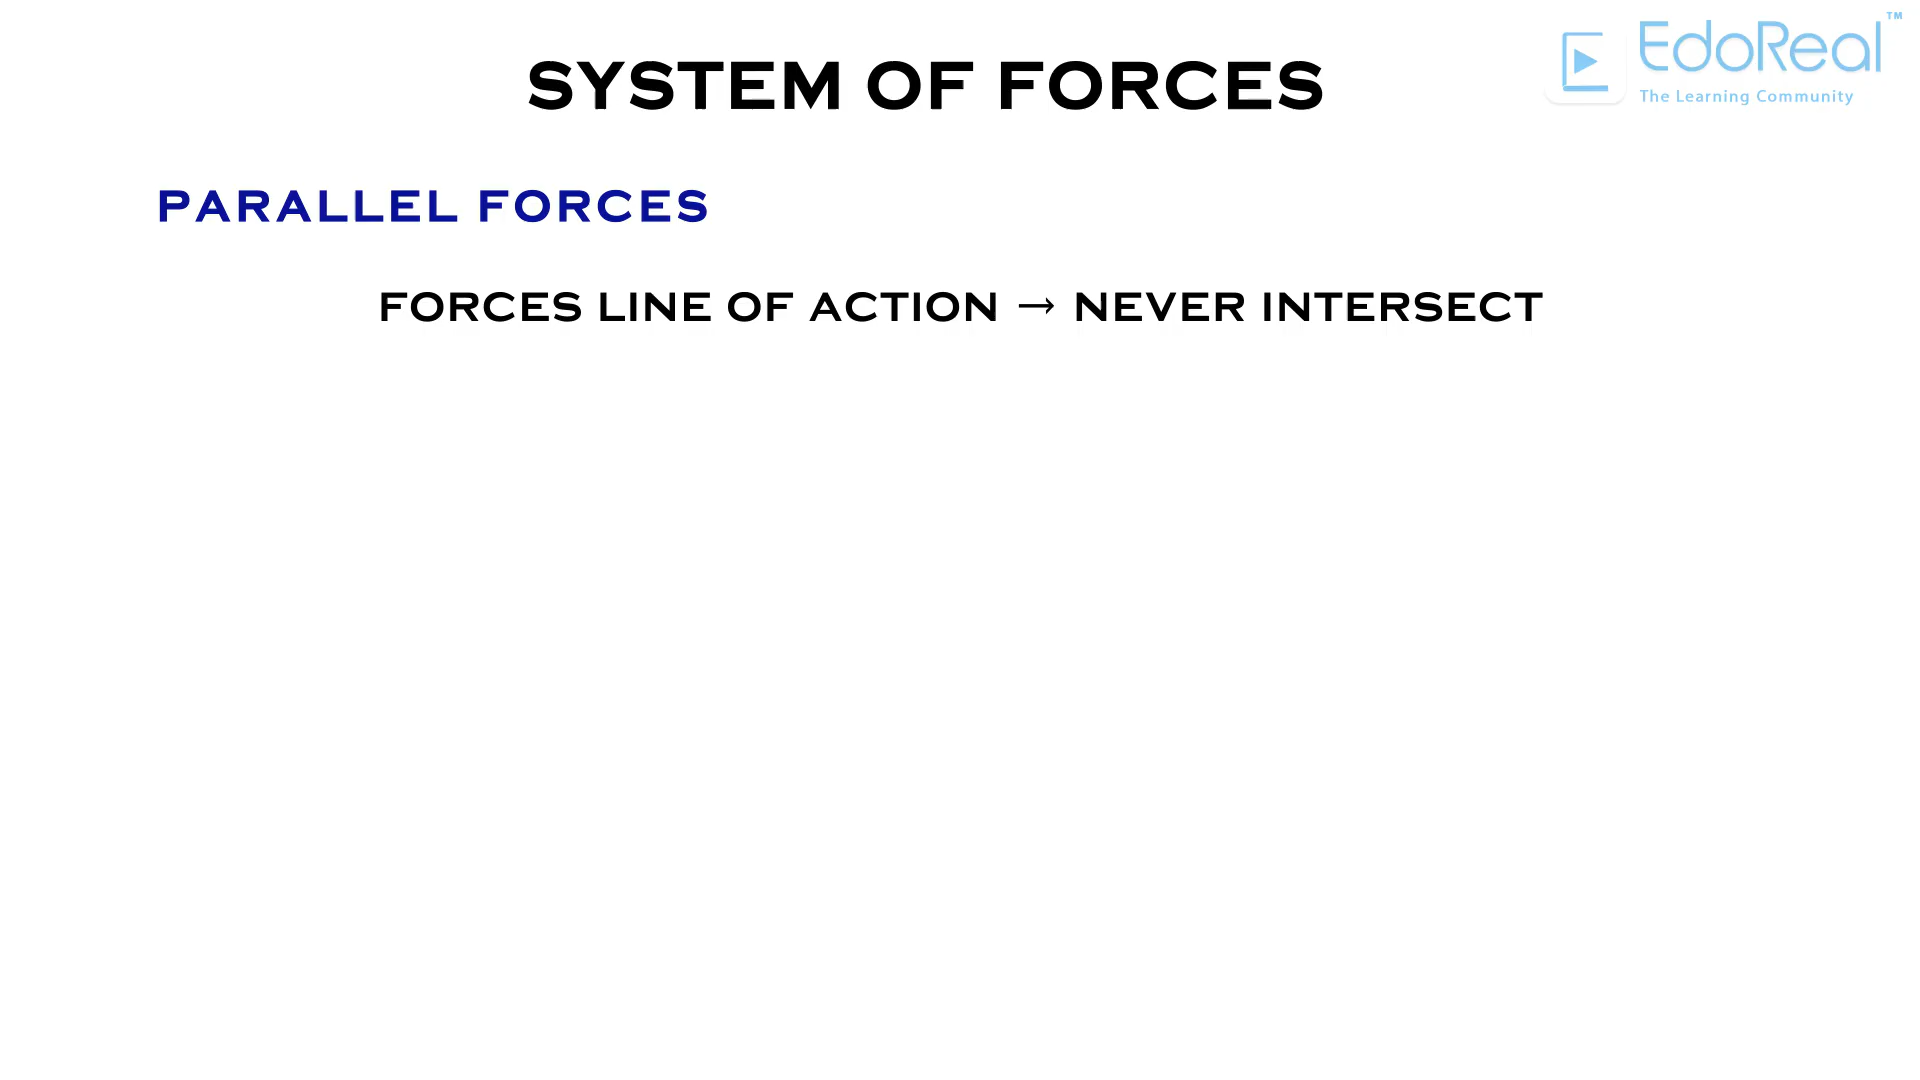 EdoReal™
The Learning Community
SYSTEM OF FORCES
PARALLEL FORCES
FORCES LINE OF ACTION → NEVER INTERSECT